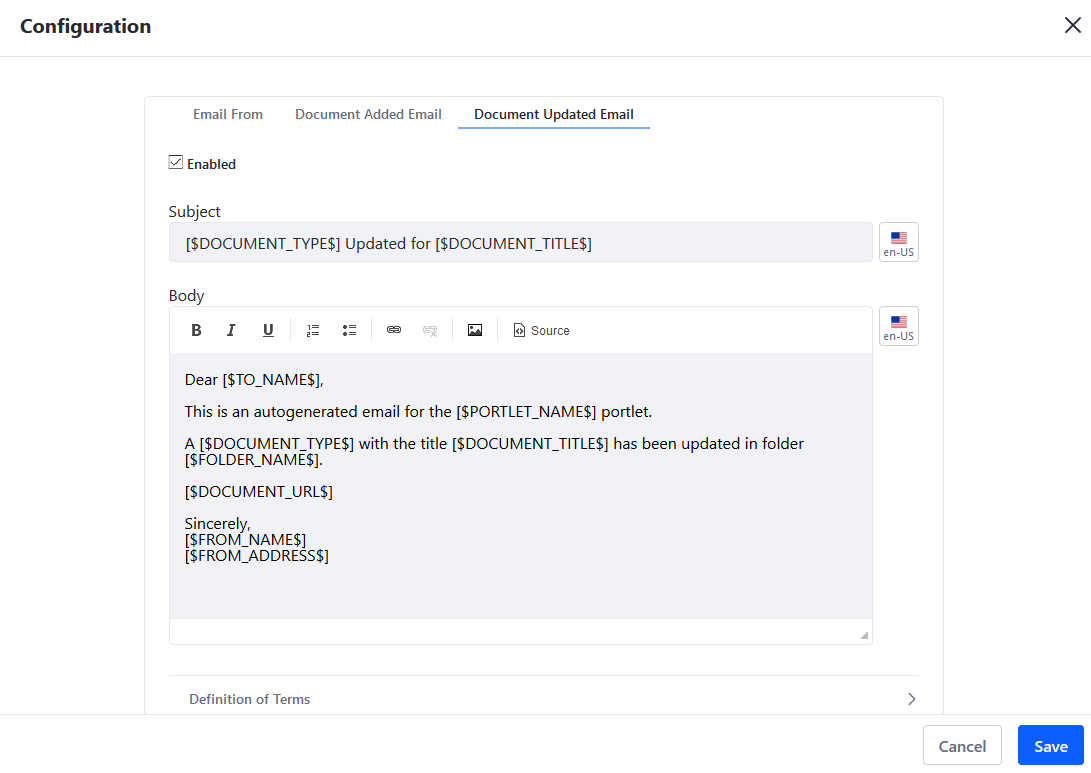 Configuration
Email From
Document Added Email
Document Updated Email
Enabled
Subject
[$DOCUMENT_TYPE$] Updated for [$DOCUMENT_TITLE$]
en-US
Body
B I U Source
en-US
Dear [$TO_NAME$],
This is an autogenerated email for the [$PORTLET_NAME$] portlet.
A [$DOCUMENT_TYPE$] with the title [$DOCUMENT_TITLE$] has been updated in folder
[$FOLDER_NAME$].
[$DOCUMENT_URL$]
Sincerely,
[$FROM_NAME$]
[$FROM_ADDRESS$]
Definition of Terms
Cancel
Save